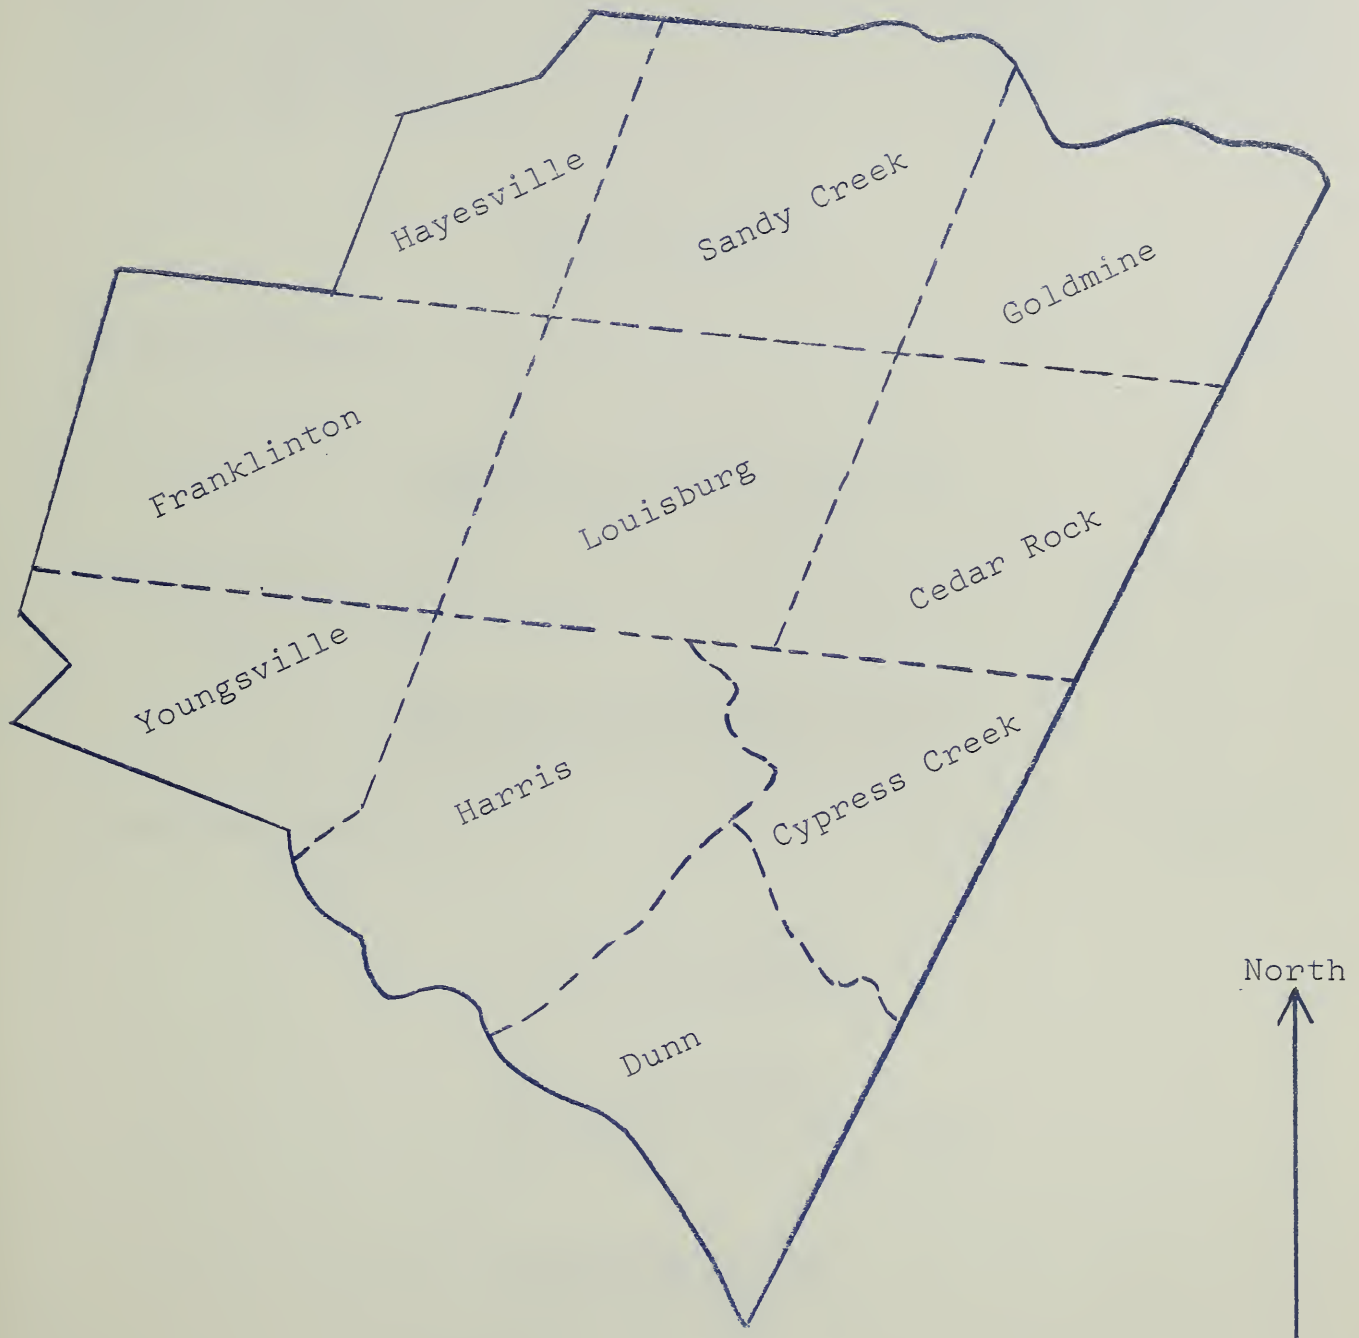 Hayesville
Sandy Creek
Goldmine
Franklinton
Louisburg
Cedar Rock
Youngsville
Harris
Cypress Creek
North
Dunn